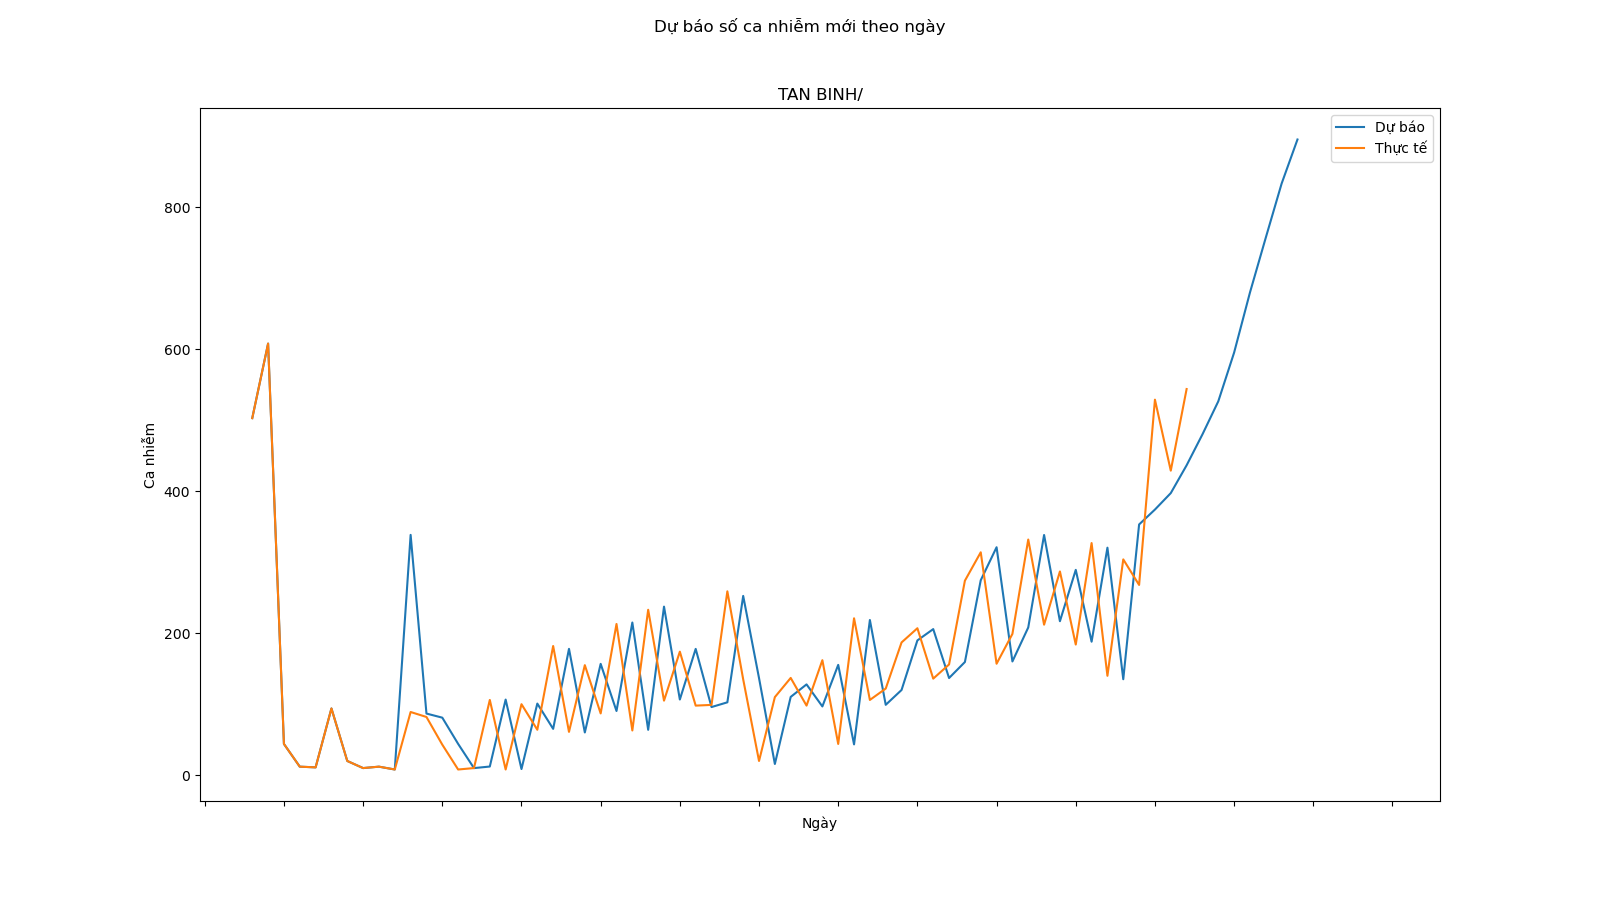 Dự báo số ca nhiễm mới theo ngày
TAN BINH/
Dự báo
Thực tế
800
600
400
200
0
Ca nhiễm
Ngày